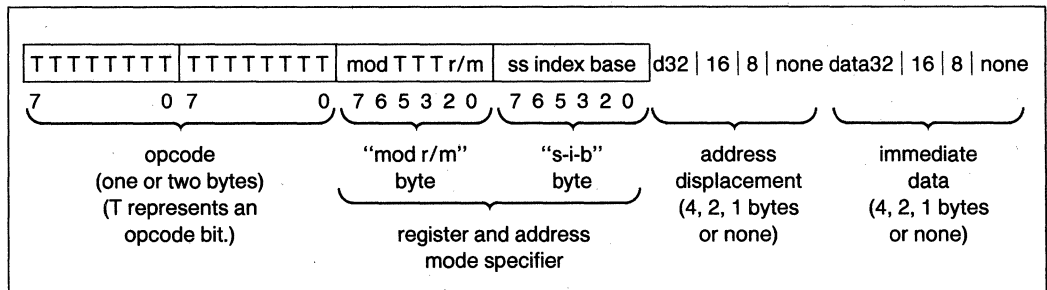 TTTTTTTT TTTTTTTT mod TTT r/m ss index base d32 | 16 | 8 | none data32 | 16 | 8 | none
7 0 7 0 7 6 5 3 2 0 7 6 5 3 2 0
opcode
(one or two bytes)
(T represents an
opcode bit.)
“mod r/m”
byte
“s-i-b”
byte
register and address
mode specifier
address
displacement
(4, 2, 1 bytes
or none)
immediate
data
(4, 2, 1 bytes
or none)